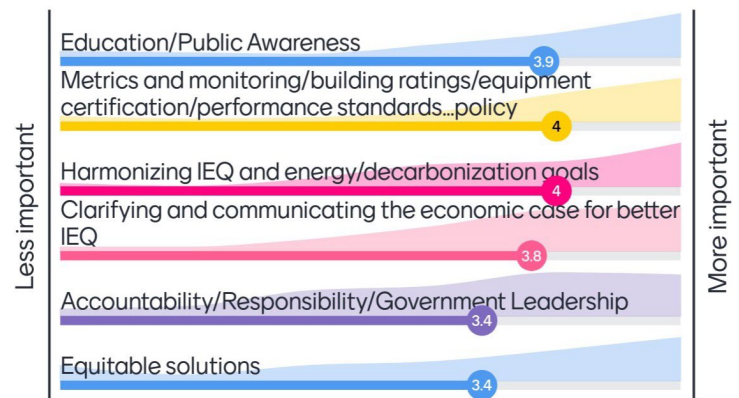 Education/Public Awareness
3.9
Metrics and monitoring/building ratings/equipment
certification/performance standards...policy
4
Harmonizing IEQ and energy/decarbonization goals
4
Clarifying and communicating the economic case for better
IEQ
3.8
Accountability/Responsibility/Government Leadership
3.4
Equitable solutions
3.4
Less important
More important